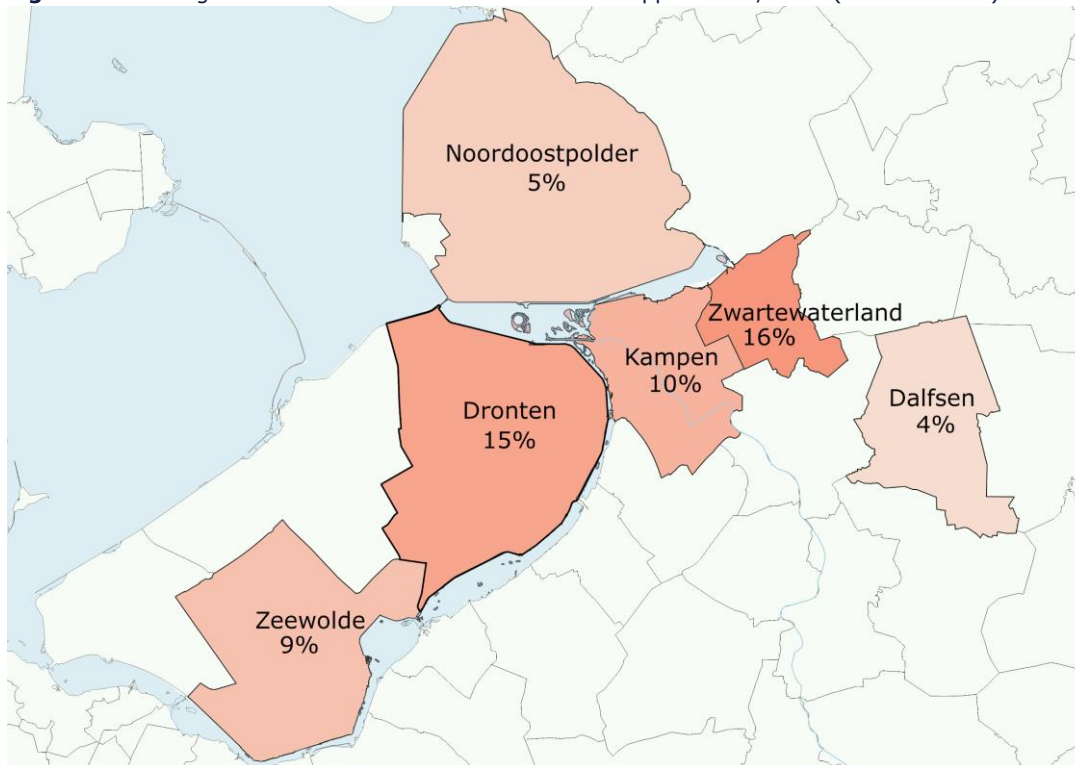 Noordoostpolder
5%
Zwartewaterland
16%
Kampen
10%
Dronten
15%
Dalfsen
4%
Zeewolde
9%